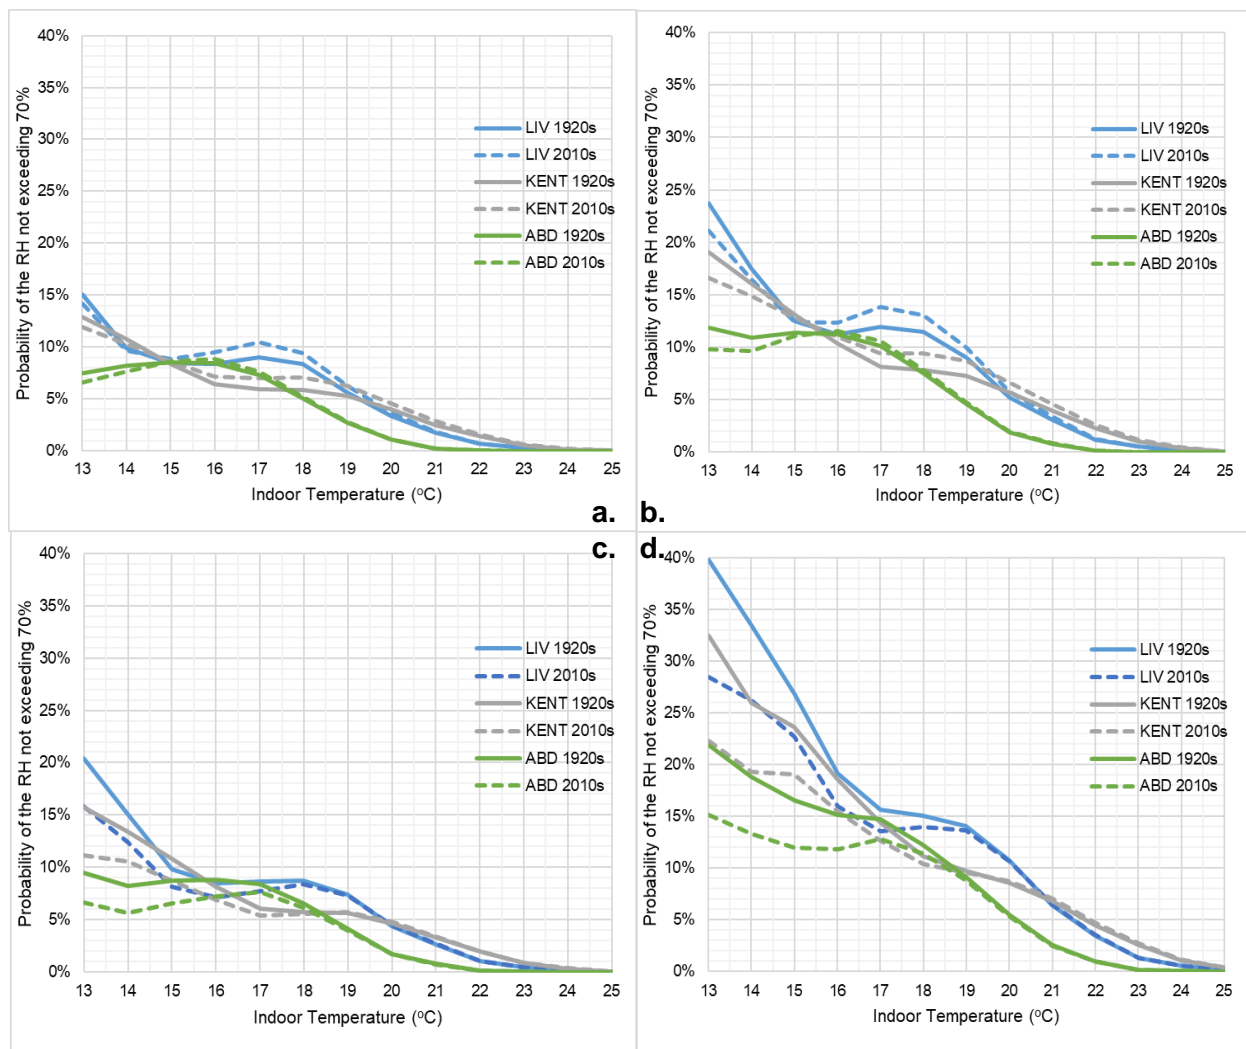 Probability of the RH not exceeding 70%
40%
35%
30%
25%
20%
15%
10%
5%
0%
LIV 1920s
LIV 2010s
KENT 1920s
KENT 2010s
ABD 1920s
ABD 2010s
13 14 15 16 17 18 19 20 21 22 23 24 25
Indoor Temperature (°C)
a.
Probability of the RH not exceeding 70%
40%
35%
30%
25%
20%
15%
10%
5%
0%
LIV 1920s
LIV 2010s
KENT 1920s
KENT 2010s
ABD 1920s
ABD 2010s
13 14 15 16 17 18 19 20 21 22 23 24 25
Indoor Temperature (°C)
b.
c.
Probability of the RH not exceeding 70%
40%
35%
30%
25%
20%
15%
10%
5%
0%
LIV 1920s
LIV 2010s
KENT 1920s
KENT 2010s
ABD 1920s
ABD 2010s
13 14 15 16 17 18 19 20 21 22 23 24 25
Indoor Temperature (°C)
d.
Probability of the RH not exceeding 70%
40%
35%
30%
25%
20%
15%
10%
5%
0%
LIV 1920s
LIV 2010s
KENT 1920s
KENT 2010s
ABD 1920s
ABD 2010s
13 14 15 16 17 18 19 20 21 22 23 24 25
Indoor Temperature (°C)